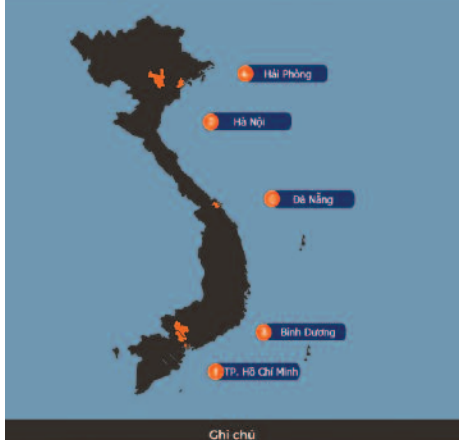 Hải Phòng
Hà Nội
Đà Nẵng
Bình Dương
TP. Hồ Chí Minh
Ghi chú